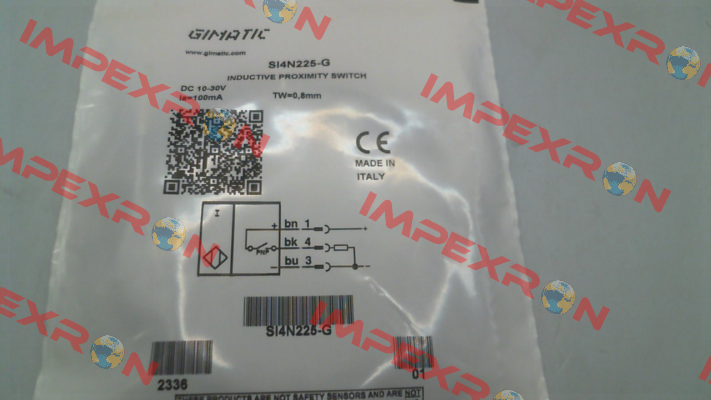 GIMATIC
www.gimatic.com
SI4N225-G
INDUCTIVE PROXIMITY SWITCH
DC 10-30V
Ia=100mA
TW=0,8mm
CE
MADE IN
ITALY
I
+ bn 1 +
PNP bk 4
- bu 3 -
SI4N225-G
2336
01
THESE PRODUCTS ARE NOT SAFETY SENSORS AND ARE NOT
IMPEXRON
IMPEXRON
IMPEXRON
IMPEXRON
IMPEXRON
IMPEXRON